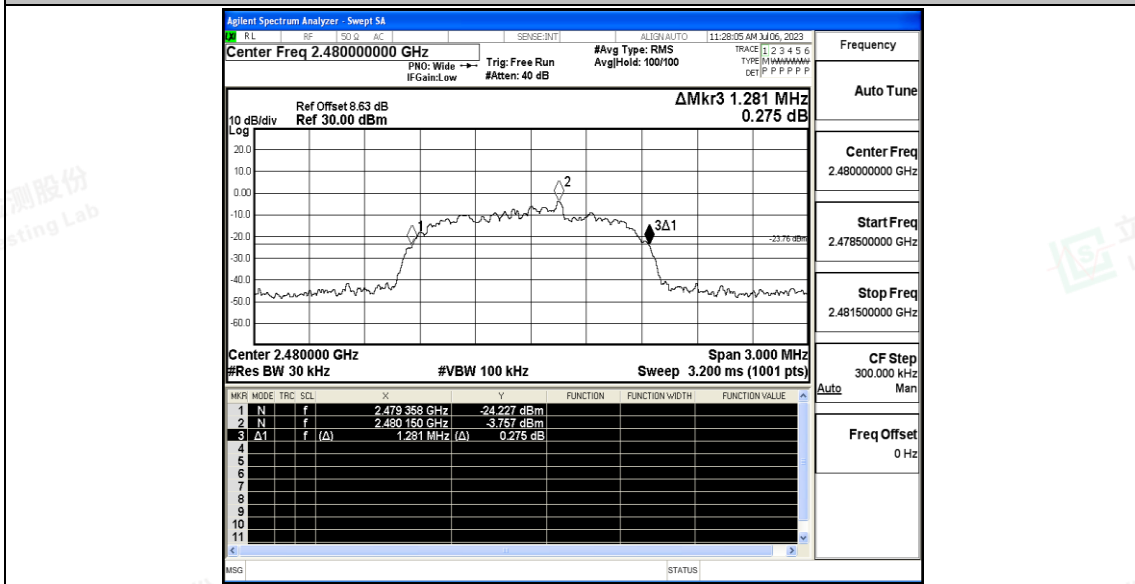 Agilent Spectrum Analyzer - Swept SA
RL RF 50 Ω AC SENSE:INT ALIGN AUTO 11:28:05 AM Jul 06, 2023
Center Freq 2.480000000 GHz
PNO: Wide
IFGain:Low
Trig: Free Run
#Atten: 40 dB
#Avg Type: RMS
Avg|Hold: 100/100
TRACE 1 2 3 4 5 6
TYPE M W W W W W
DET P P P P P P
ΔMkr3 1.281 MHz
0.275 dB
Ref Offset 8.63 dB
10 dB/div Ref 30.00 dBm
Log
20.0
10.0
0.00
-10.0
-20.0
-30.0
-40.0
-50.0
-60.0
1
2
3Δ1
-23.76 dBm
Center 2.480000 GHz Span 3.000 MHz
#Res BW 30 kHz #VBW 100 kHz Sweep 3.200 ms (1001 pts)
MKR MODE TRC SCL X Y FUNCTION FUNCTION WIDTH FUNCTION VALUE
1 N f 2.479 358 GHz -24.227 dBm
2 N f 2.480 150 GHz -3.757 dBm
3 Δ1 f (Δ) 1.281 MHz (Δ) 0.275 dB
4
5
6
7
8
9
10
11
MSG STATUS
Frequency
Auto Tune
Center Freq
2.480000000 GHz
Start Freq
2.478500000 GHz
Stop Freq
2.481500000 GHz
CF Step
300.000 kHz
Auto Man
Freq Offset
0 Hz
测股份
sting Lab
立